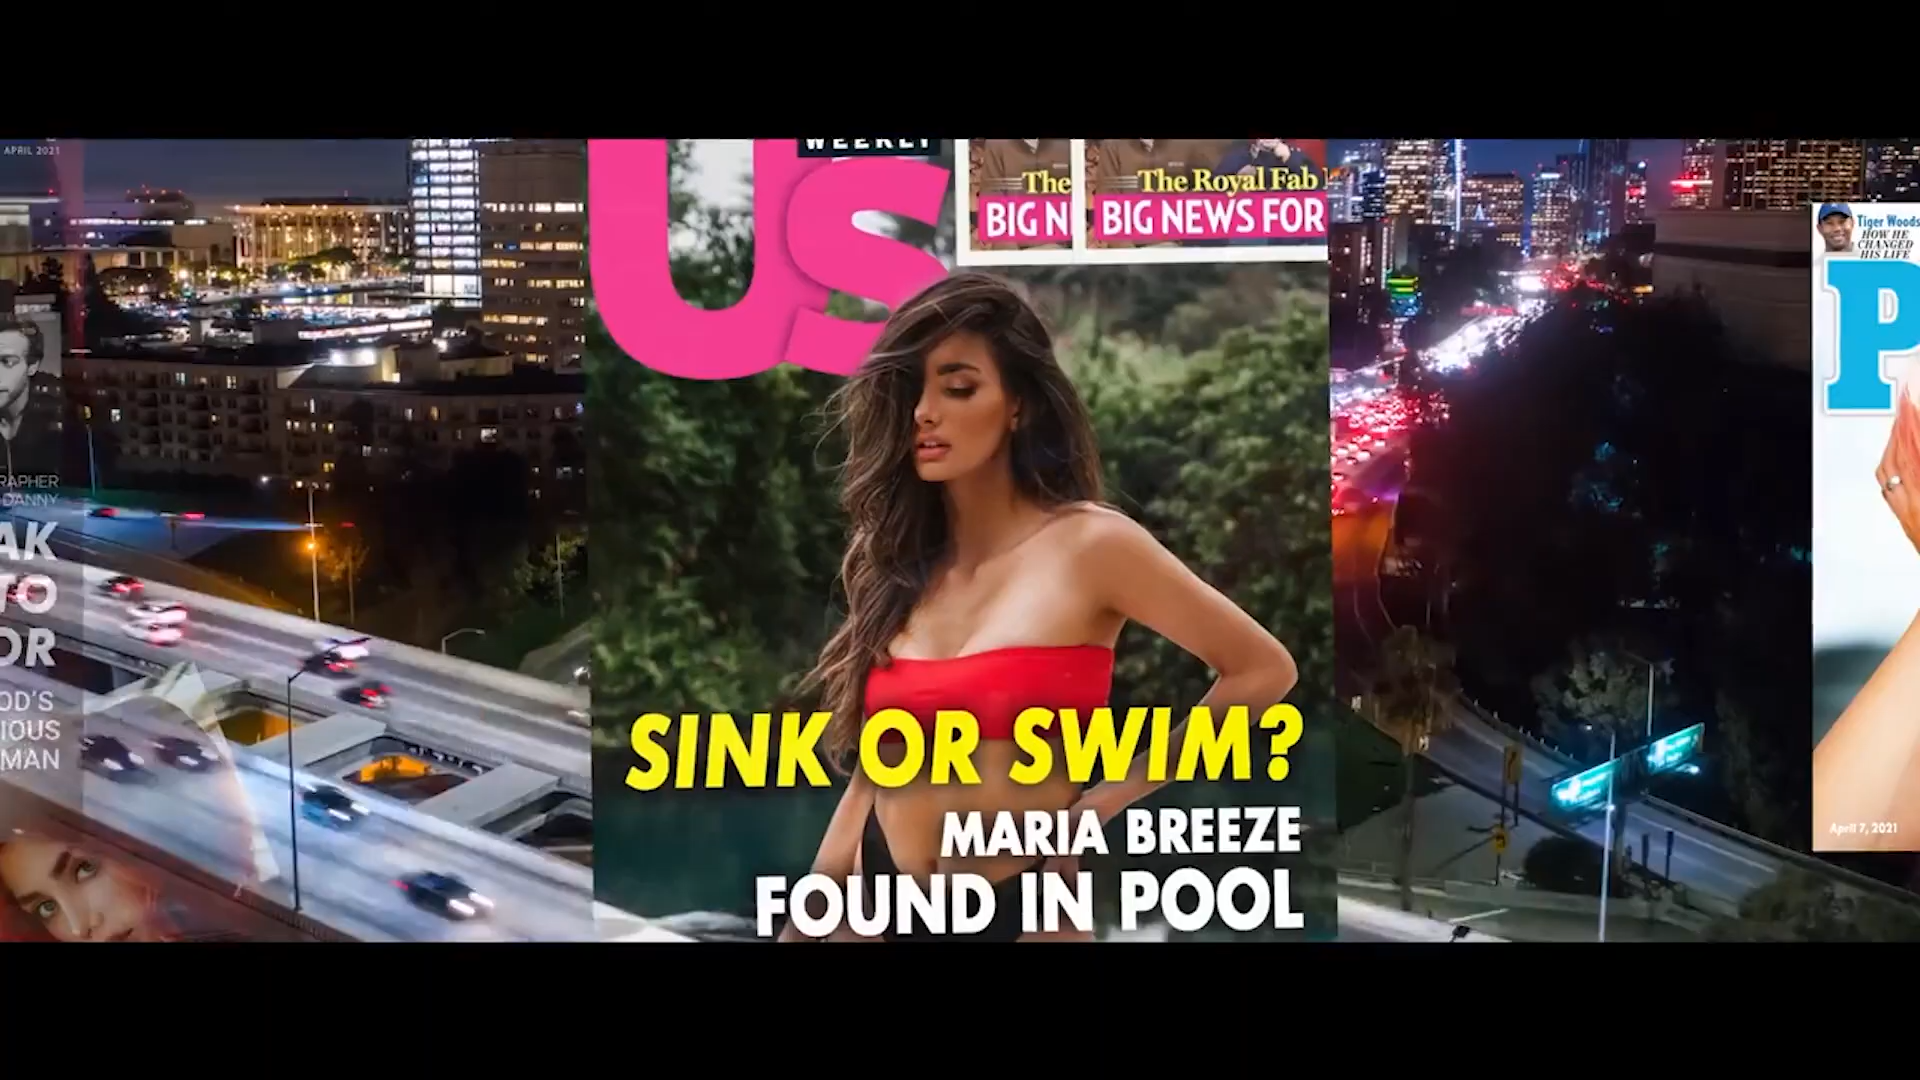 APRIL 2021
RAPHER
DANNY
AK
TO
OR
OD'S
IOUS
MAN
US
WEEKLY
The
BIG N
The Royal Fab
BIG NEWS FOR
SINK OR SWIM?
MARIA BREEZE
FOUND IN POOL
Tiger Woods
HOW HE
CHANGED
HIS LIFE
P
April 7, 2021